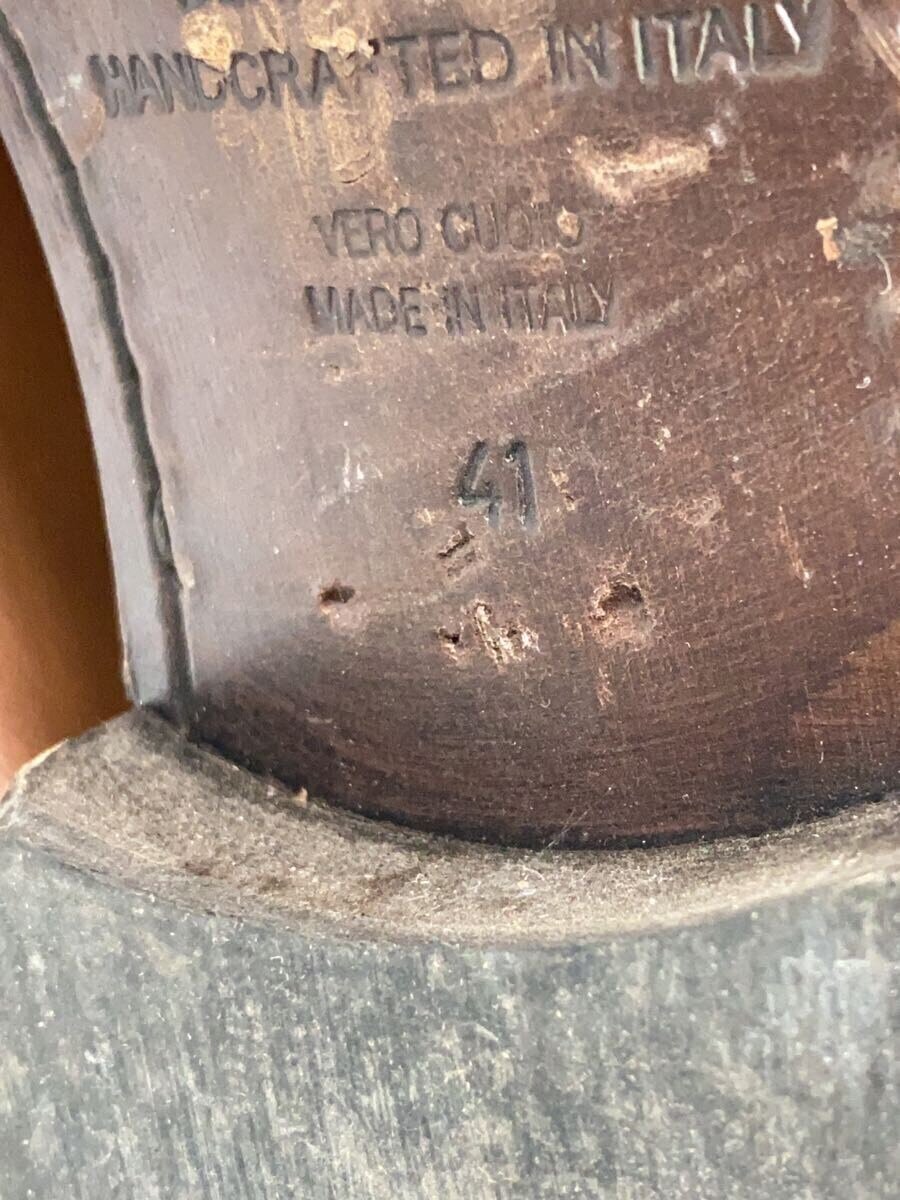 HANDCRAFTED IN ITALY
VERO CUOIO
MADE IN ITALY
41